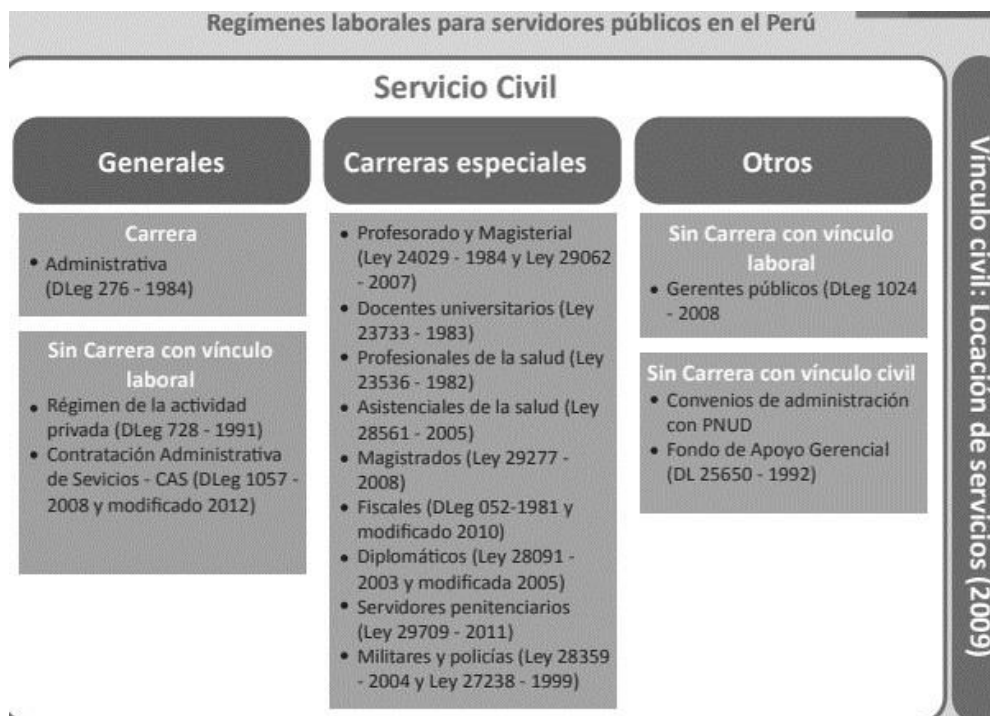 Regímenes laborales para servidores públicos en el Perú
Servicio Civil
Generales
Carrera
• Administrativa
(DLeg 276 - 1984)
Sin Carrera con vínculo
laboral
• Régimen de la actividad
privada (DLeg 728 - 1991)
• Contratación Administrativa
de Sevicios - CAS (DLeg 1057 -
2008 y modificado 2012)
Carreras especiales
• Profesorado y Magisterial
(Ley 24029 - 1984 y Ley 29062
- 2007)
• Docentes universitarios (Ley
23733 - 1983)
• Profesionales de la salud (Ley
23536 - 1982)
• Asistenciales de la salud (Ley
28561 - 2005)
• Magistrados (Ley 29277 -
2008)
• Fiscales (DLeg 052-1981 y
modificado 2010)
• Diplomáticos (Ley 28091 -
2003 y modificada 2005)
• Servidores penitenciarios
(Ley 29709 - 2011)
• Militares y policías (Ley 28359
- 2004 y Ley 27238 - 1999)
Otros
Sin Carrera con vínculo
laboral
• Gerentes públicos (DLeg 1024
- 2008
Sin Carrera con vínculo civil
• Convenios de administración
con PNUD
• Fondo de Apoyo Gerencial
(DL 25650 - 1992)
Vínculo civil: Locación de servicios (2009)